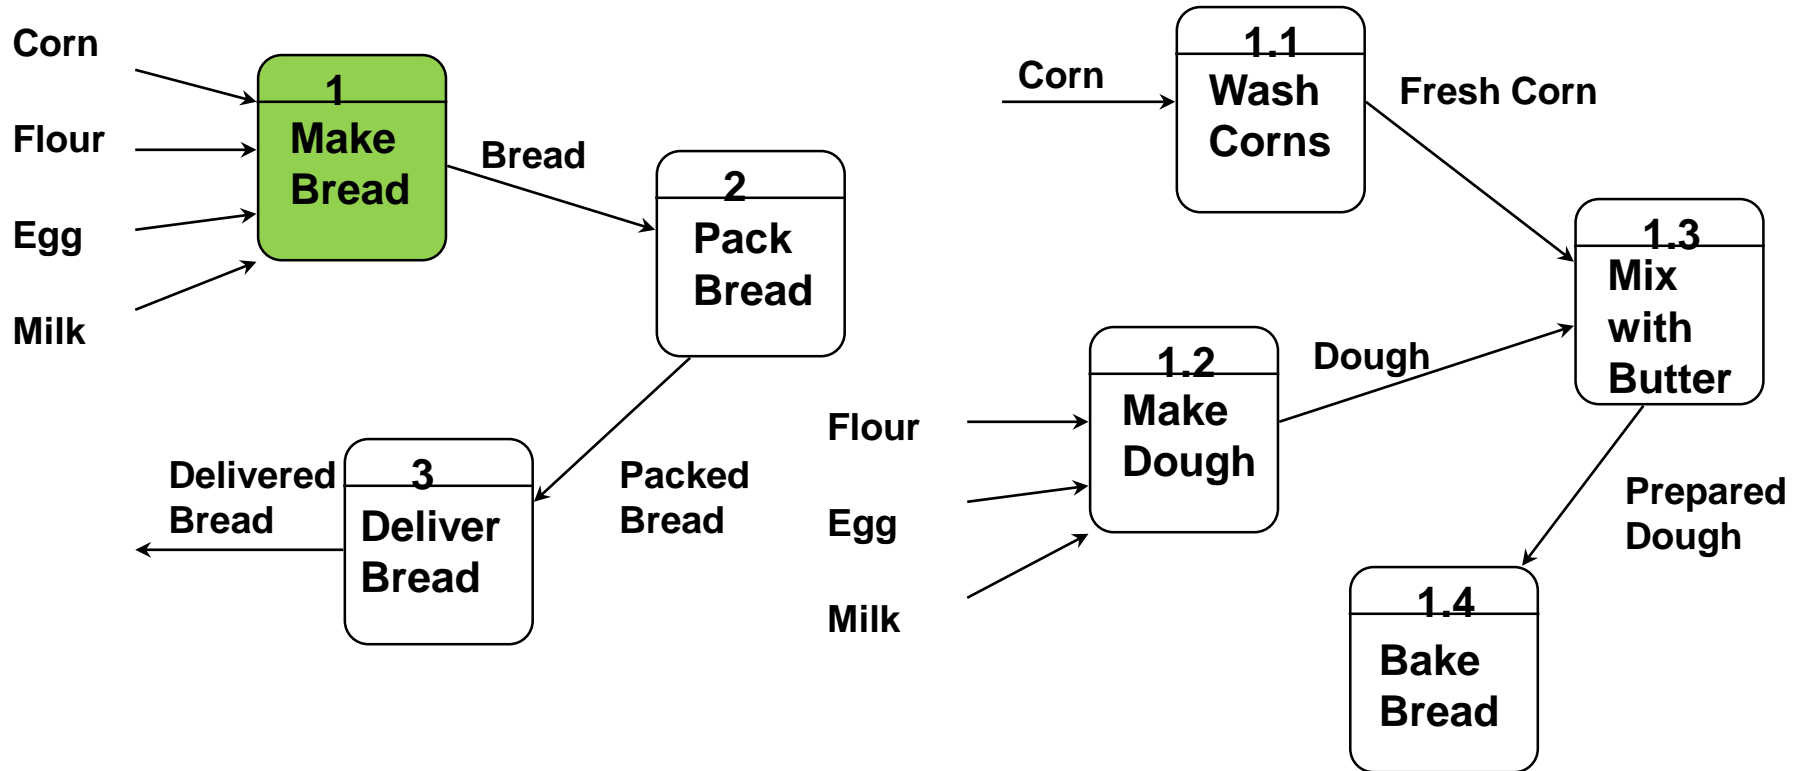 Corn
Flour
Egg
Milk
1
Make
Bread
Bread
2
Pack
Bread
Packed
Bread
3
Deliver
Bread
Delivered
Bread
Corn
1.1
Wash
Corns
Fresh Corn
Flour
Egg
Milk
1.2
Make
Dough
Dough
1.3
Mix
with
Butter
Prepared
Dough
1.4
Bake
Bread